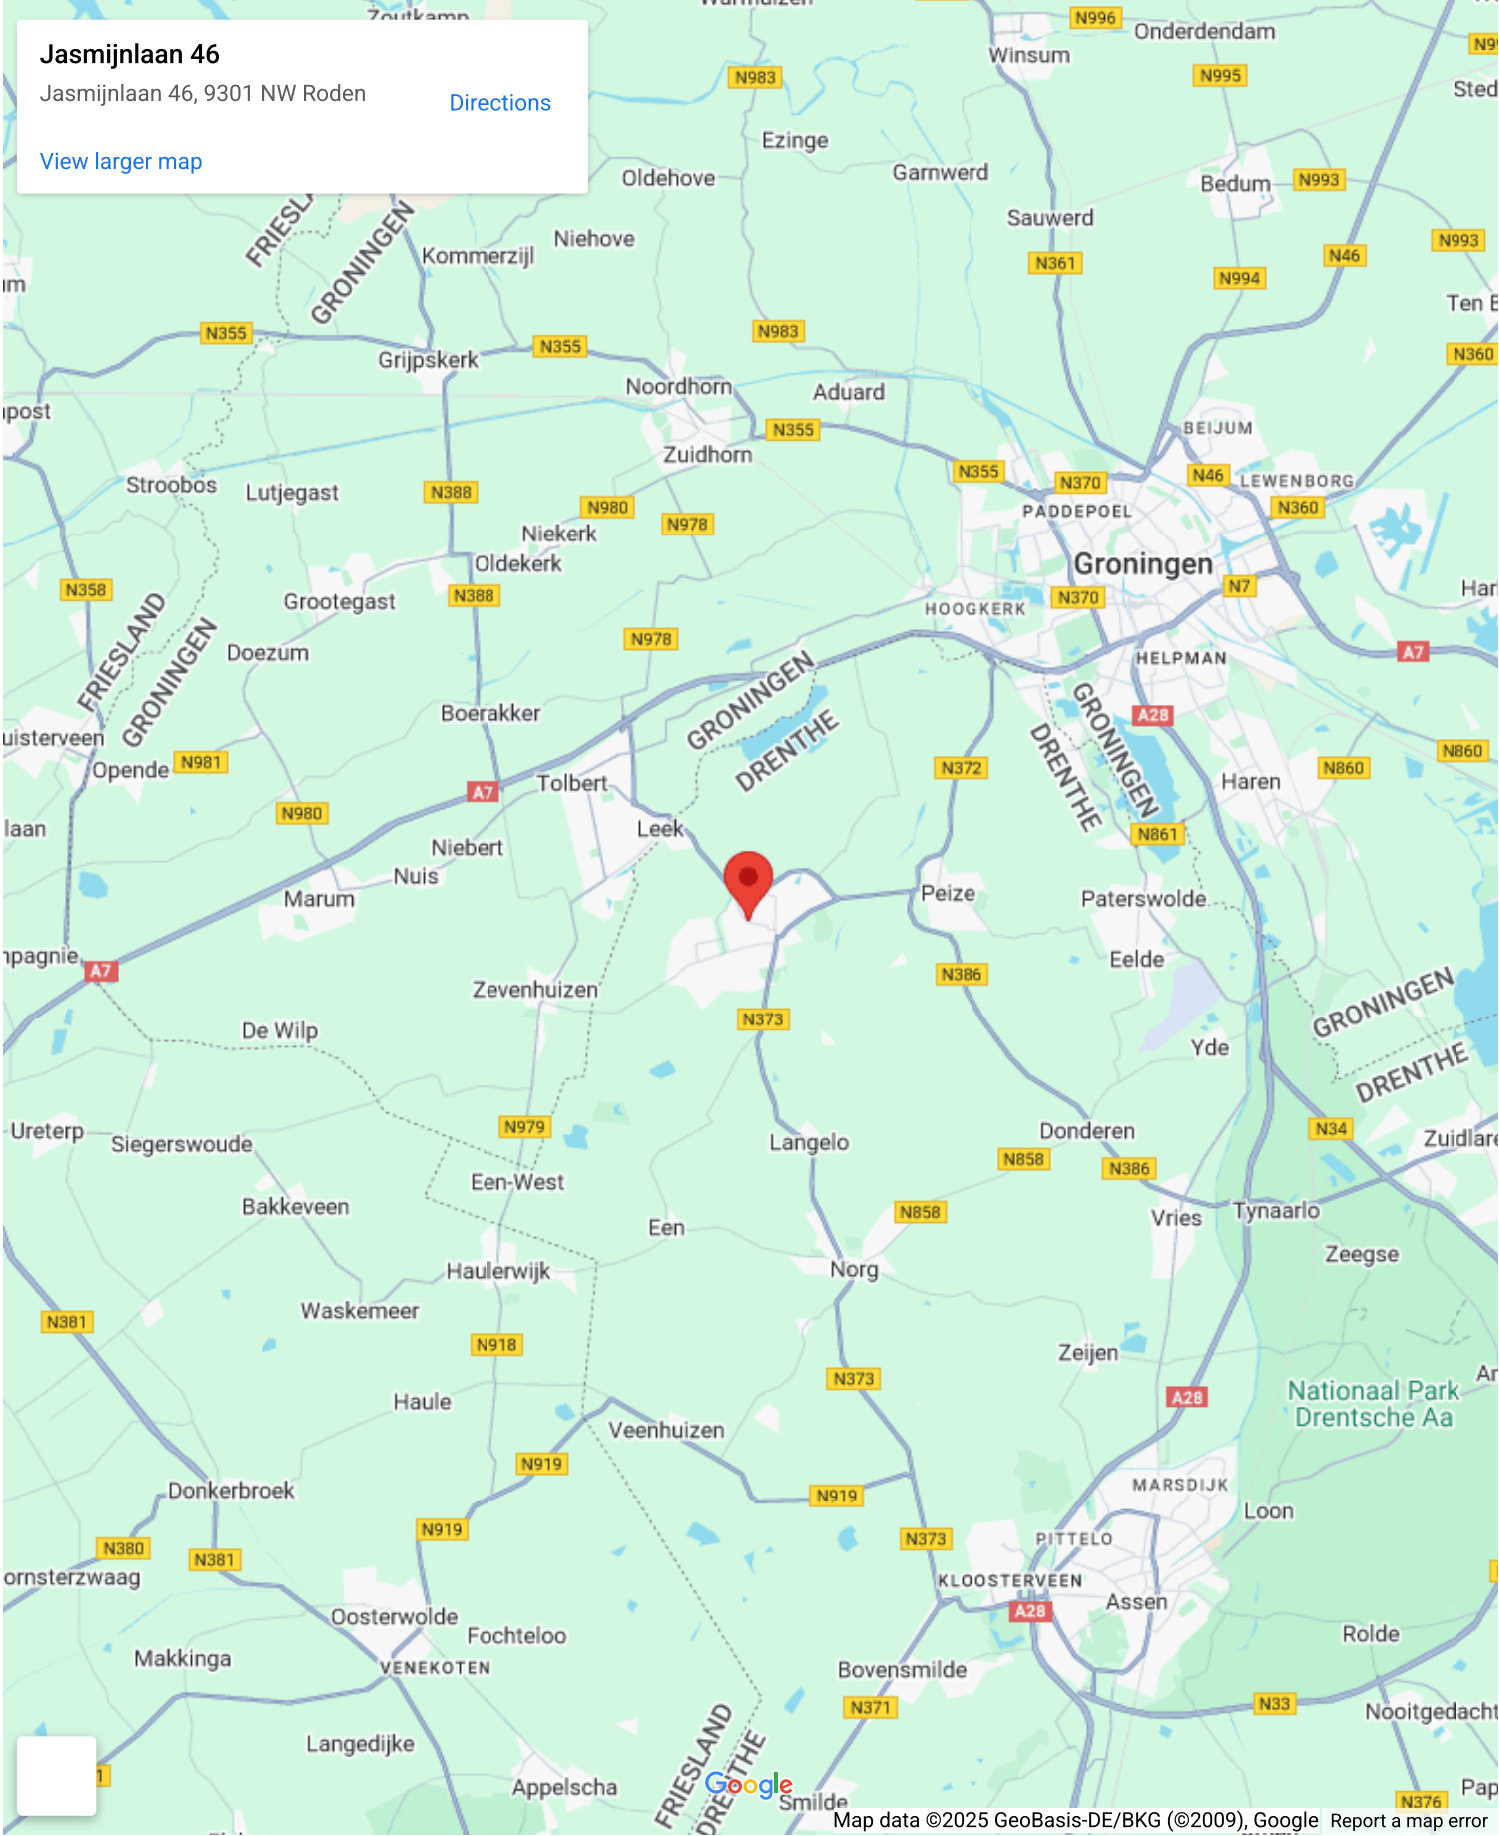 Jasmijnlaan 46
Jasmijnlaan 46, 9301 NW Roden
Directions
View larger map
Zoutkamp
N996
Onderdendam
Winsum
N983
N995
Ezinge
Oldehove
Garnwerd
Bedum
N993
FRIESLA
GRONINGEN
Kommerzijl
Niehove
Sauwerd
N361
N46
N993
N994
N355
Grijpskerk
N355
N983
N360
Noordhorn
Aduard
N355
BEIJUM
Zuidhorn
N355
N370
N46
LEWENBORG
Stroobos
Lutjegast
N388
N980
N978
Niekerk
PADDEPOEL
N360
Oldekerk
Groningen
N358
Grootegast
N388
HOOGKERK
N370
N7
N978
FRIESLAND
GRONINGEN
Doezum
HELPMAN
A7
Boerakker
GRONINGEN
DRENTHE
A28
GRONINGEN
DRENTHE
uisterveen
Opende
N981
N372
Haren
N860
N860
Tolbert
A7
N980
laan
Leek
N861
Niebert
Nuis
Marum
Peize
Paterswolde
mpagnie
A7
Eelde
N386
Zevenhuizen
GRONINGEN
DRENTHE
De Wilp
N373
Yde
Ureterp
Siegerswoude
N979
Langelo
Donderen
N34
Zuidlare
N858
N386
Een-West
Bakkeveen
Een
N858
Vries
Tynaarlo
Zeegse
Haulerwijk
Norg
Waskemeer
N381
N918
Zeijen
N373
A28
Nationaal Park
Drentsche Aa
Haule
Veenhuizen
N919
Donkerbroek
N919
MARSDIJK
Loon
N919
N373
PITTELO
N380
N381
ornsterzwaag
KLOOSTERVEEN
A28
Assen
Oosterwolde
Fochteloo
Rolde
Makkinga
VENEKOTEN
Bovensmilde
N371
N33
Nooitgedacht
FRIESLAND
DRENTHE
Langedijke
Appelscha
Google
Smilde
N376
Map data ©2025 GeoBasis-DE/BKG (©2009), Google
Report a map error